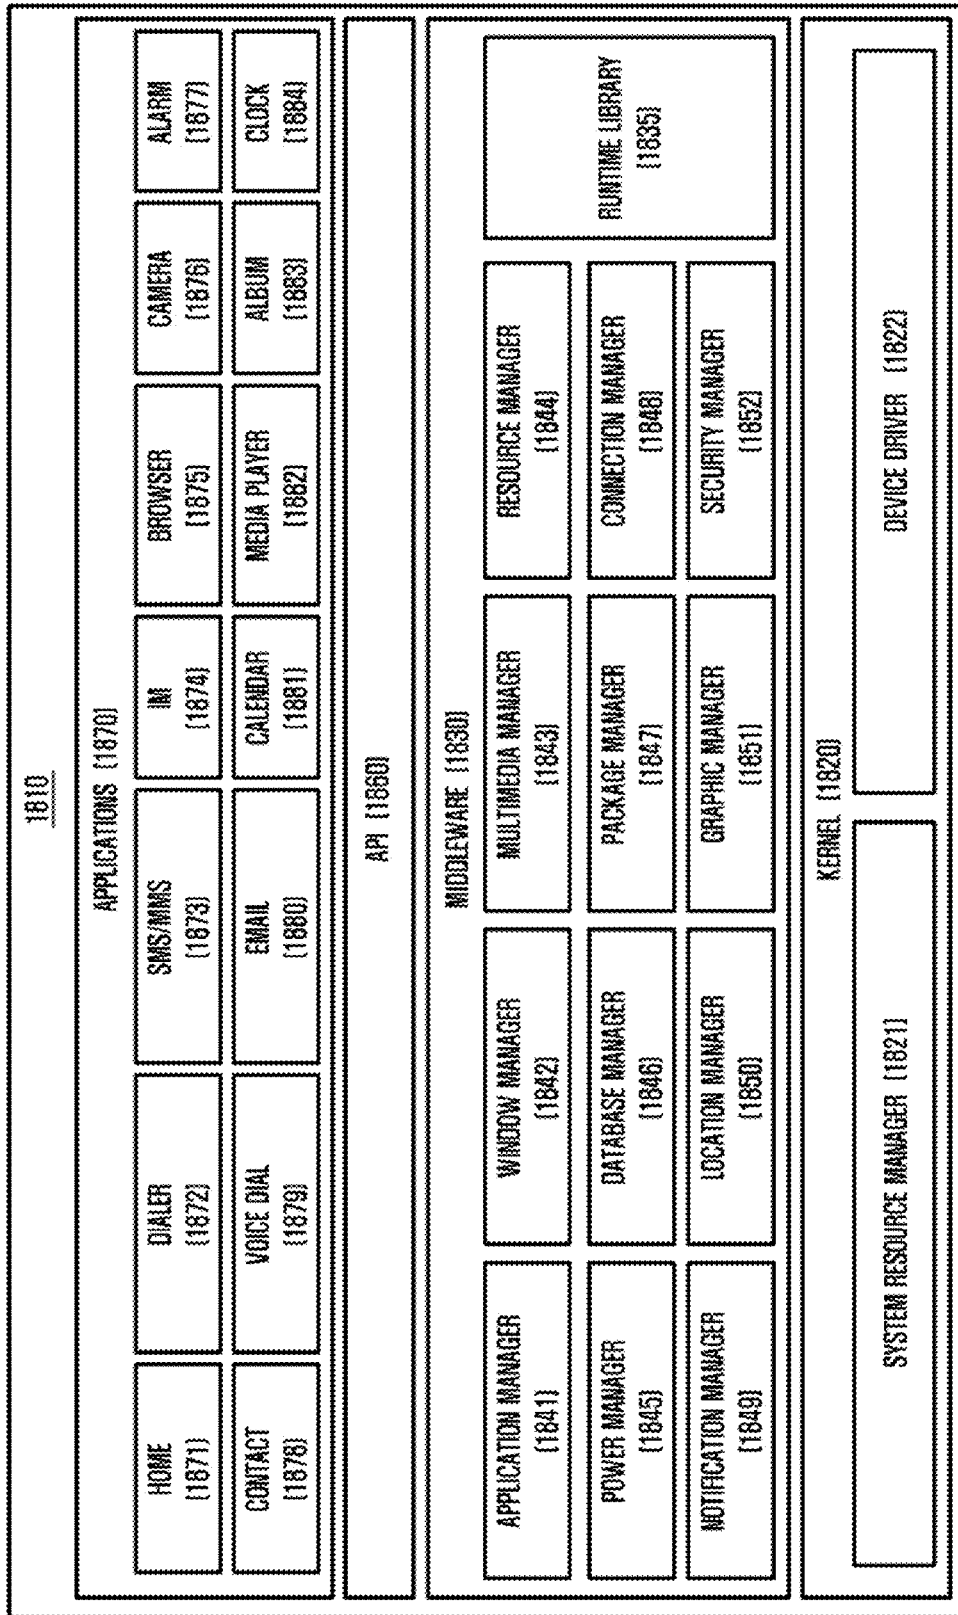 1810
APPLICATIONS [1870]
HOME
[1871]
DIALER
[1872]
SMS/MMS
[1873]
IM
[1874]
BROWSER
[1875]
CAMERA
[1876]
ALARM
[1877]
CONTACT
[1878]
VOICE DIAL
[1879]
EMAIL
[1880]
CALENDAR
[1881]
MEDIA PLAYER
[1882]
ALBUM
[1883]
CLOCK
[1884]
API [1860]
MIDDLEWARE [1830]
APPLICATION MANAGER
[1841]
WINDOW MANAGER
[1842]
MULTIMEDIA MANAGER
[1843]
RESOURCE MANAGER
[1844]
POWER MANAGER
[1845]
DATABASE MANAGER
[1846]
PACKAGE MANAGER
[1847]
CONNECTION MANAGER
[1848]
NOTIFICATION MANAGER
[1849]
LOCATION MANAGER
[1850]
GRAPHIC MANAGER
[1851]
SECURITY MANAGER
[1852]
RUNTIME LIBRARY
[1835]
KERNEL [1820]
SYSTEM RESOURCE MANAGER [1821]
DEVICE DRIVER [1822]